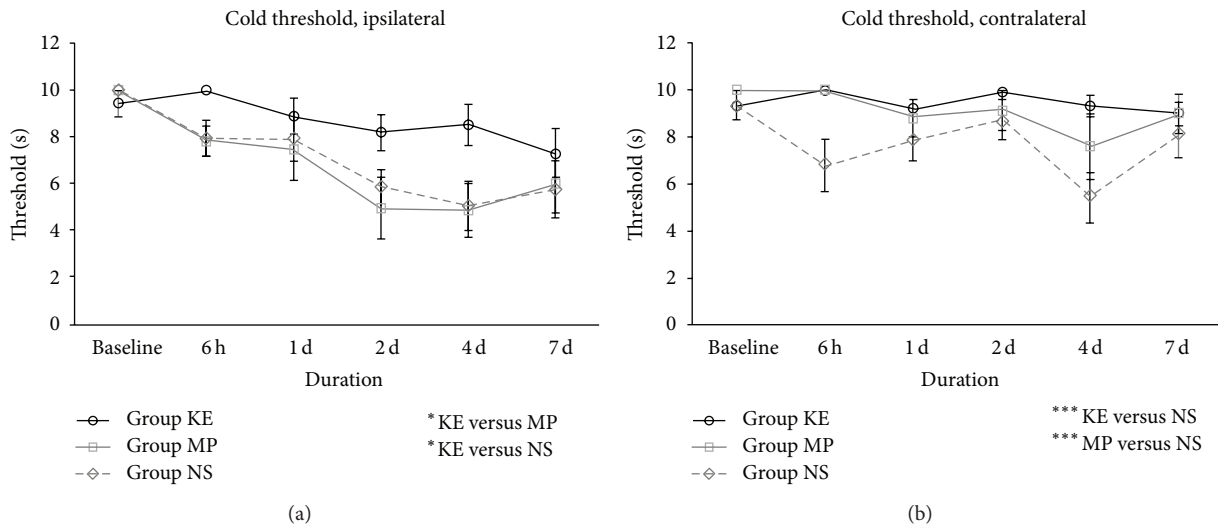 Cold threshold, ipsilateral
12
10
8
6
4
2
0
Threshold (s)
Baseline 6 h 1 d 2 d 4 d 7 d
Duration
Group KE
Group MP
Group NS
*KE versus MP
*KE versus NS
(a)
Cold threshold, contralateral
12
10
8
6
4
2
0
Threshold (s)
Baseline 6 h 1 d 2 d 4 d 7 d
Duration
Group KE
Group MP
Group NS
***KE versus NS
***MP versus NS
(b)